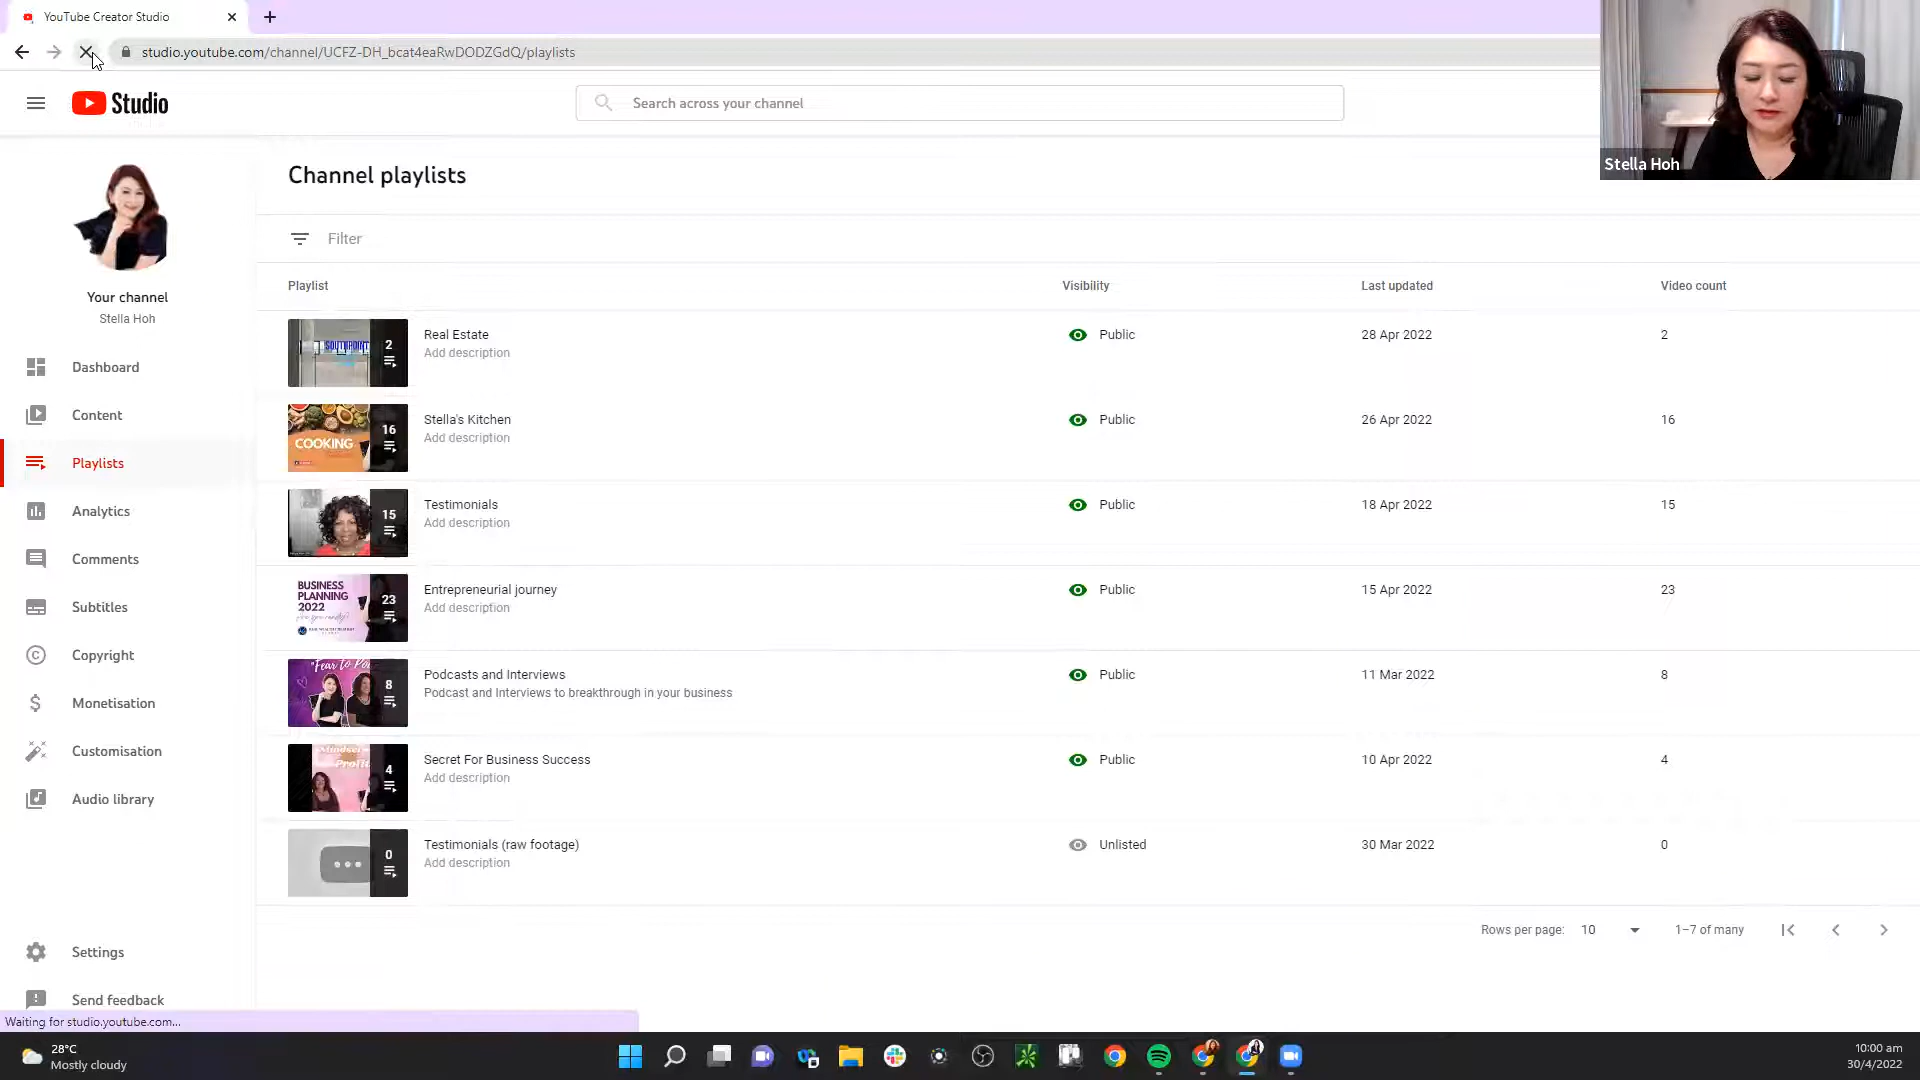 YouTube Creator Studio
studio.youtube.com/channel/UCFZ-DH_bcat4eaRwDODZGdQ/playlists
Studio
Search across your channel
Stella Hoh
Channel playlists
Your channel
Stella Hoh
Filter
Playlist Visibility Last updated Video count
2 Real Estate Public 28 Apr 2022 2
Add description
COOKING 16 Stella's Kitchen Public 26 Apr 2022 16
Add description
15 Testimonials Public 18 Apr 2022 15
Add description
BUSINESS
PLANNING
2022
23 Entrepreneurial journey Public 15 Apr 2022 23
Add description
8 Podcasts and Interviews Public 11 Mar 2022 8
Podcast and Interviews to breakthrough in your business
4 Secret For Business Success Public 10 Apr 2022 4
Add description
0 Testimonials (raw footage) Unlisted 30 Mar 2022 0
Add description
Rows per page: 10 1–7 of many
Dashboard
Content
Playlists
Analytics
Comments
Subtitles
Copyright
Monetisation
Customisation
Audio library
Settings
Send feedback
Waiting for studio.youtube.com...
28°C
Mostly cloudy
10:00 am
30/4/2022